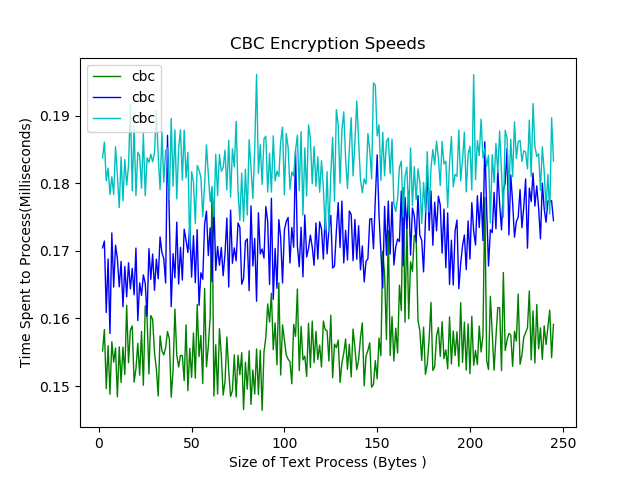 CBC Encryption Speeds
cbc
cbc
cbc
Time Spent to Process(Milliseconds)
0.19
0.18
0.17
0.16
0.15
0
50
100
150
200
250
Size of Text Process (Bytes )